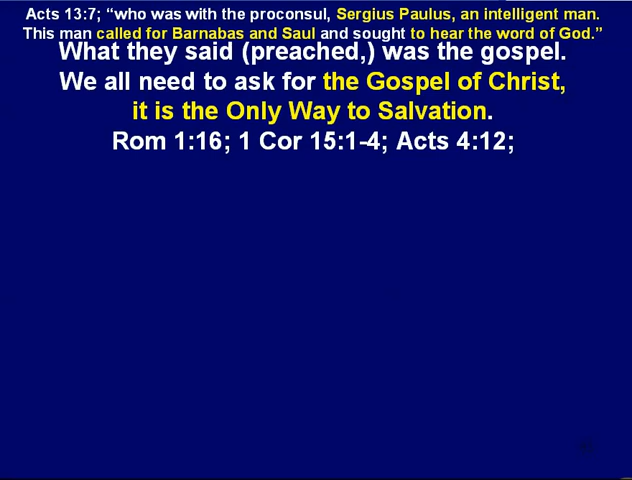 Acts 13:7; “who was with the proconsul, Sergius Paulus, an intelligent man.
This man called for Barnabas and Saul and sought to hear the word of God.”
What they said (preached,) was the gospel.
We all need to ask for the Gospel of Christ,
it is the Only Way to Salvation.
Rom 1:16; 1 Cor 15:1-4; Acts 4:12;